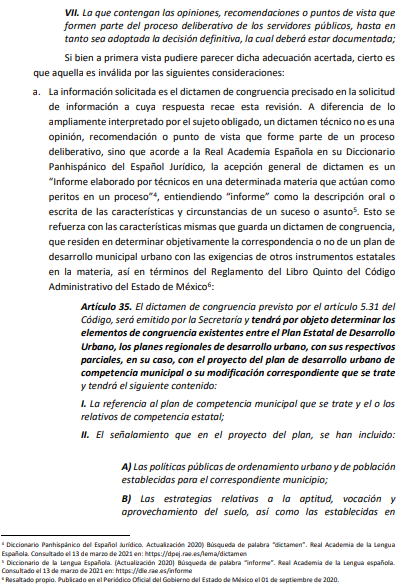 VII. La que contengan las opiniones, recomendaciones o puntos de vista que
formen parte del proceso deliberativo de los servidores públicos, hasta en
tanto sea adoptada la decisión definitiva, la cual deberá estar documentada;
Si bien a primera vista pudiere parecer dicha adecuación acertada, cierto es
que aquella es inválida por las siguientes consideraciones:
a. La información solicitada es el dictamen de congruencia precisado en la solicitud
de información a cuya respuesta recae esta revisión. A diferencia de lo
ampliamente interpretado por el sujeto obligado, un dictamen técnico no es una
opinión, recomendación o punto de vista que forme parte de un proceso
deliberativo, sino que acorde a la Real Academia Española en su Diccionario
Panhispánico del Español Jurídico, la acepción general de dictamen es un
“Informe elaborado por técnicos en una determinada materia que actúan como
peritos en un proceso”⁴, entiendiendo “informe” como la descripción oral o
escrita de las características y circunstancias de un suceso o asunto⁵. Esto se
refuerza con las características mismas que guarda un dictamen de congruencia,
que residen en determinar objetivamente la correspondencia o no de un plan de
desarrollo municipal urbano con las exigencias de otros instrumentos estatales
en la materia, así en términos del Reglamento del Libro Quinto del Código
Administrativo del Estado de México⁶:
Artículo 35. El dictamen de congruencia previsto por el artículo 5.31 del
Código, será emitido por la Secretaría y tendrá por objeto determinar los
elementos de congruencia existentes entre el Plan Estatal de Desarrollo
Urbano, los planes regionales de desarrollo urbano, con sus respectivos
parciales, en su caso, con el proyecto del plan de desarrollo urbano de
competencia municipal o su modificación correspondiente que se trate
y tendrá el siguiente contenido:
I. La referencia al plan de competencia municipal que se trate y el o los
relativos de competencia estatal;
II. El señalamiento que en el proyecto del plan, se han incluido:
A) Las políticas públicas de ordenamiento urbano y de población
establecidas para el correspondiente municipio;
B) Las estrategias relativas a la aptitud, vocación y
aprovechamiento del suelo, así como las establecidas en
⁴ Diccionario Panhispánico del Español Jurídico. Actualización 2020) Búsqueda de palabra “dictamen”. Real Academia de la Lengua
Española. Consultado el 13 de marzo de 2021 en: https://dpej.rae.es/lema/dictamen
⁵ Diccionario de la Lengua Española. (Actualización 2020) Búsqueda de palabra “informe”. Real Academia de la Lengua española.
Consultado el 13 de marzo de 2021 en: https://dle.rae.es/informe
⁶ Resaltado propio. Publicado en el Periódico Oficial del Gobierno del Estado de México el 01 de septiembre de 2020.